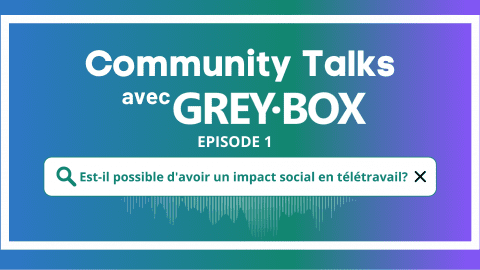 Community Talks
avec GREY·BOX
EPISODE 1
Est-il possible d'avoir un impact social en télétravail?